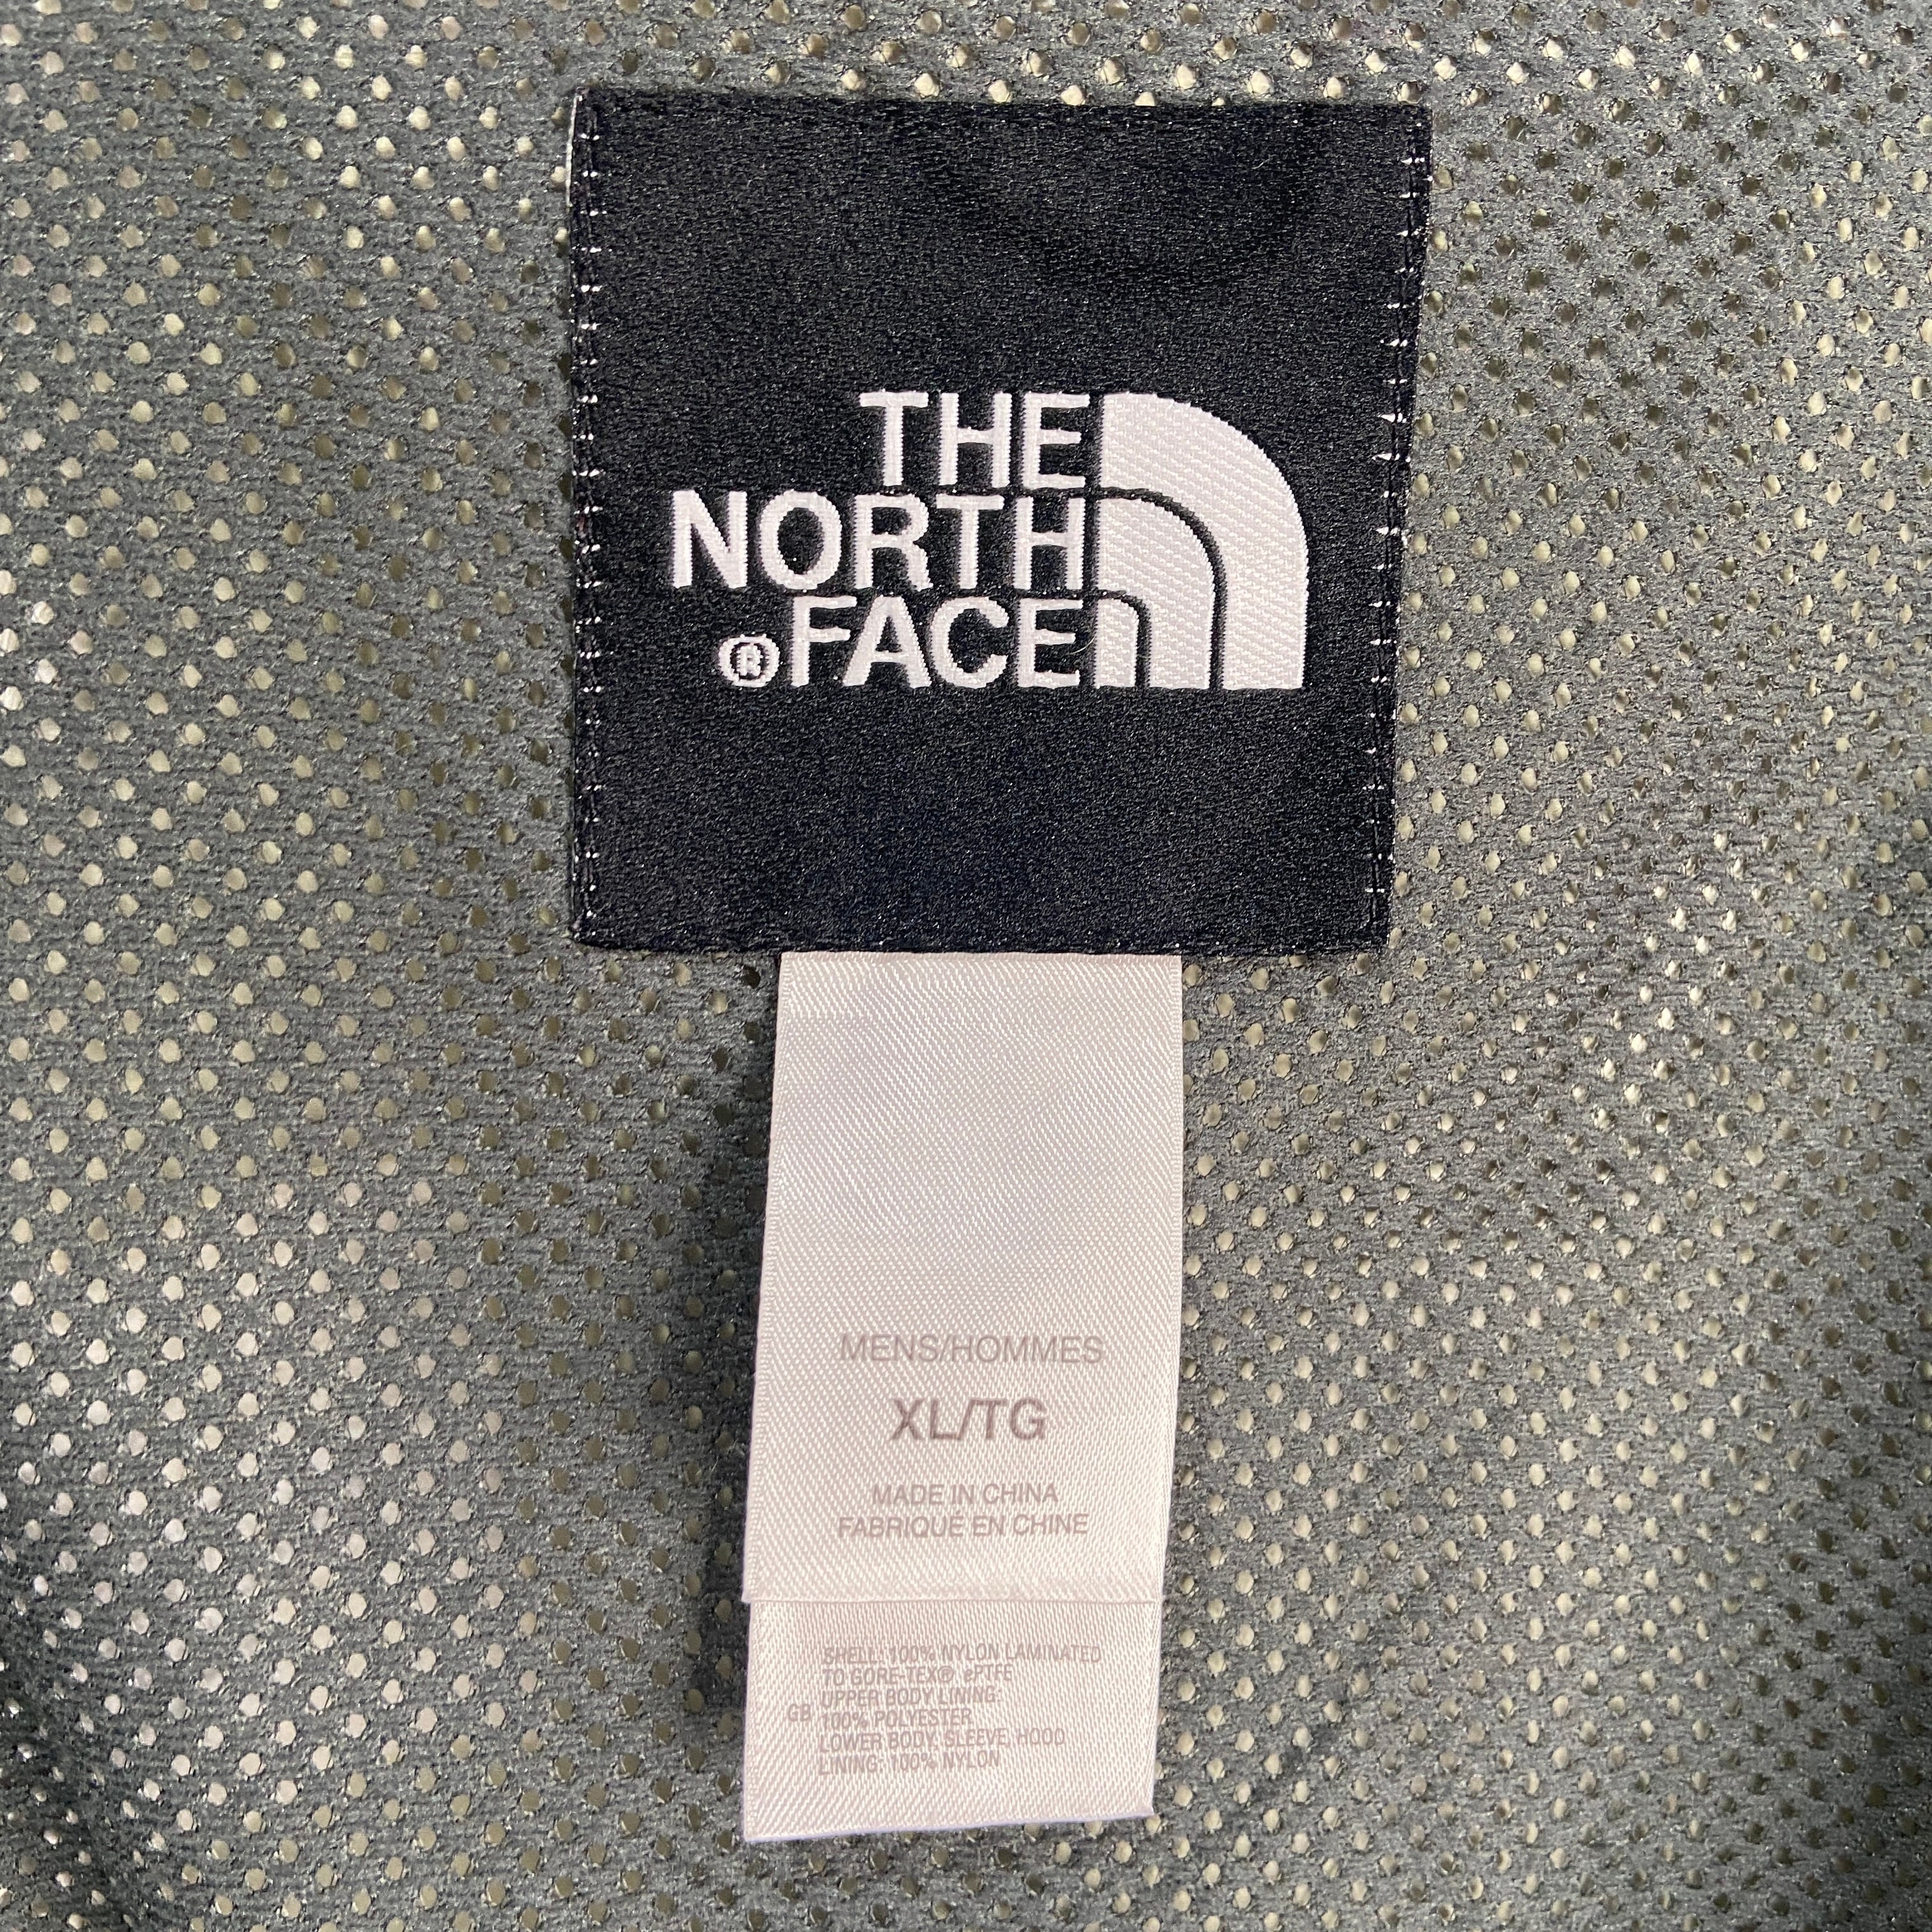 THE
NORTH
®FACE
MENS/HOMMES
XL/TG
MADE IN CHINA
FABRIQUÉ EN CHINE
SHELL: 100% NYLON LAMINATED
TO GORE-TEX® ePTFE
UPPER BODY LINING:
GB 100% POLYESTER
LOWER BODY, SLEEVE, HOOD
LINING: 100% NYLON